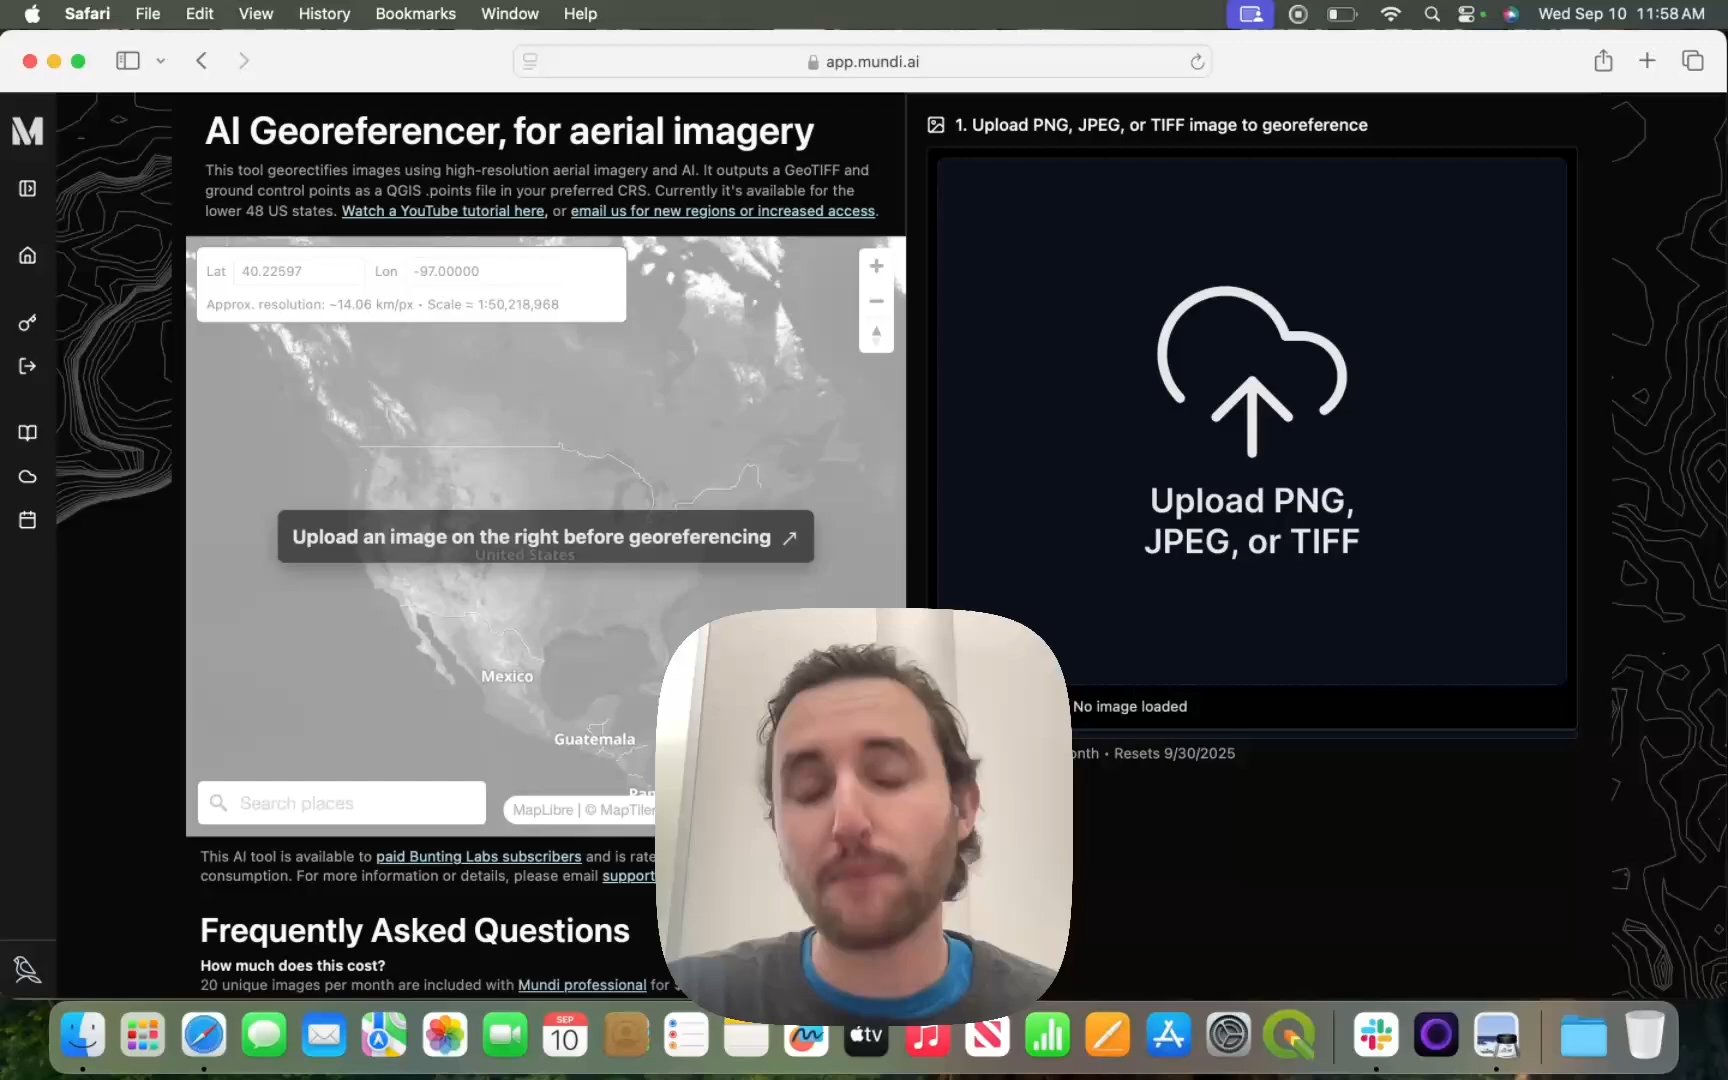 Safari File Edit View History Bookmarks Window Help Wed Sep 10 11:58 AM
app.mundi.ai
M
AI Georeferencer, for aerial imagery
This tool georectifies images using high-resolution aerial imagery and AI. It outputs a GeoTIFF and
ground control points as a QGIS .points file in your preferred CRS. Currently it's available for the
lower 48 US states. Watch a YouTube tutorial here, or email us for new regions or increased access.
Lat 40.22597 Lon -97.00000
Approx. resolution: ~14.06 km/px • Scale ≈ 1:50,218,968
Upload an image on the right before georeferencing ↗
United States
Mexico
Guatemala
Search places
MapLibre | © MapTiler
This AI tool is available to paid Bunting Labs subscribers and is rate
consumption. For more information or details, please email support
Frequently Asked Questions
How much does this cost?
20 unique images per month are included with Mundi professional for
1. Upload PNG, JPEG, or TIFF image to georeference
Upload PNG,
JPEG, or TIFF
No image loaded
onth • Resets 9/30/2025
SEP
10
tv